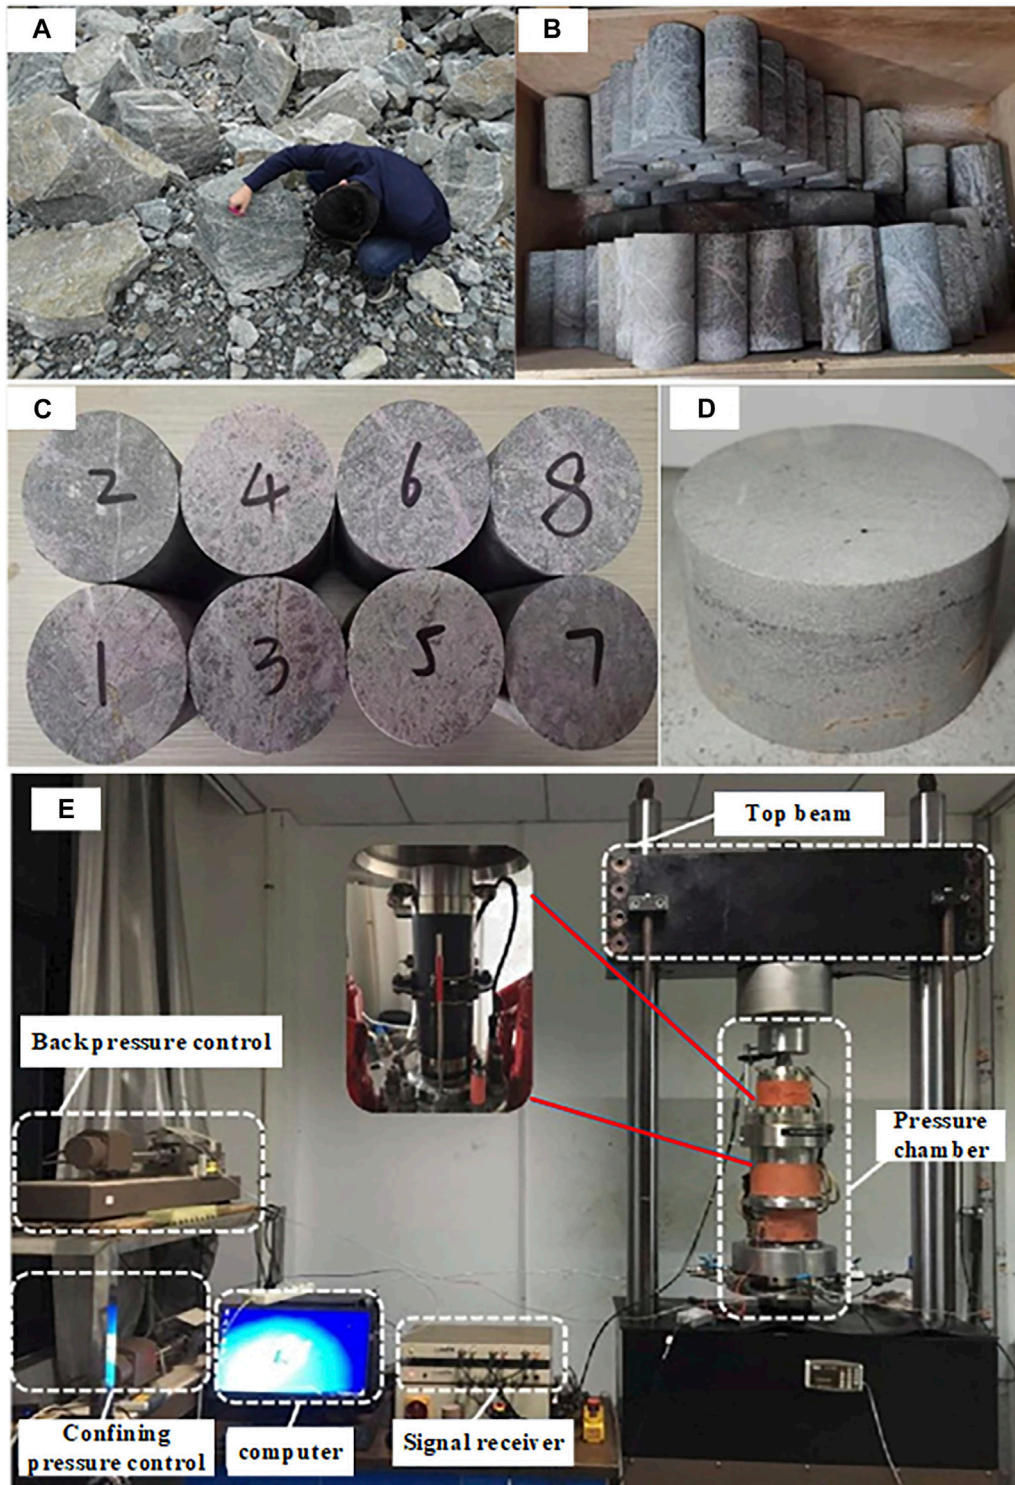 A
B
C
D
2
4
6
8
1
3
5
7
E
Top beam
Backpressure control
Pressure
chamber
Confining
pressure control
computer
Signal receiver